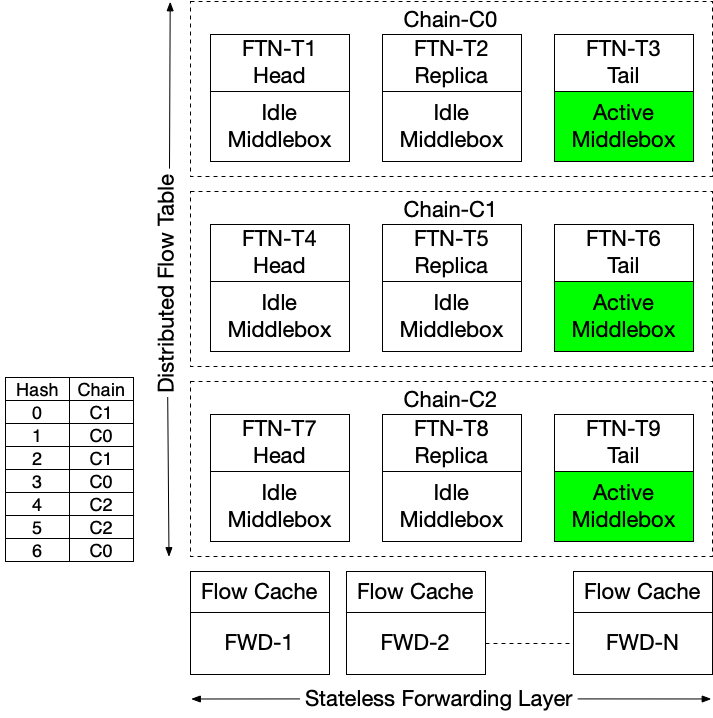 Chain-C0
FTN-T1 FTN-T2 FTN-T3
Head Replica Tail
Idle Idle Active
Middlebox Middlebox Middlebox
Chain-C1
FTN-T4 FTN-T5 FTN-T6
Head Replica Tail
Idle Idle Active
Middlebox Middlebox Middlebox
Chain-C2
FTN-T7 FTN-T8 FTN-T9
Head Replica Tail
Idle Idle Active
Middlebox Middlebox Middlebox
Distributed Flow Table
Hash Chain
0 C1
1 C0
2 C1
3 C0
4 C2
5 C2
6 C0
Flow Cache Flow Cache Flow Cache
FWD-1 FWD-2 FWD-N
Stateless Forwarding Layer